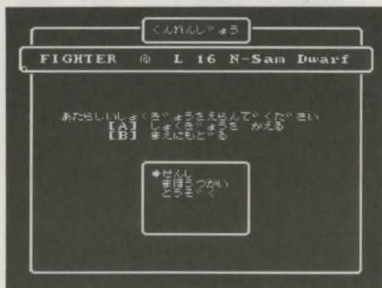 くんれんじょう
FIGHTER ゆ L 16 N-Sam Dwarf
あたらしいしょくぎょうをえらんでください
[A] しょくぎょうを かえる
[B] まえにもどる
せんし
まほうつかい
とうぞく